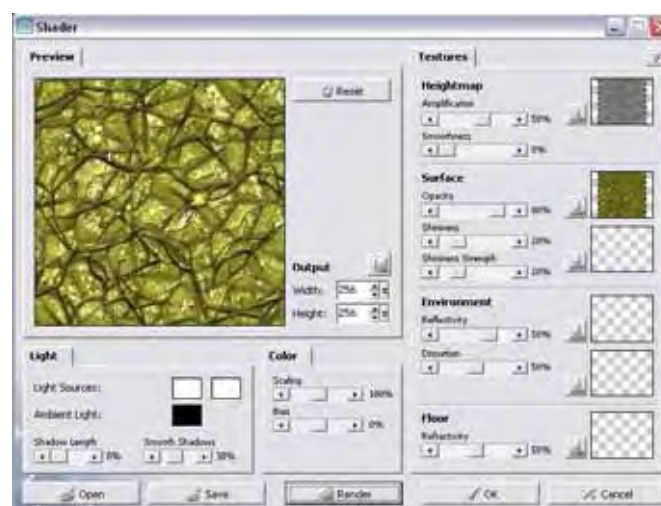 Shader
Preview
Reset
Output
Width: 256
Height: 256
Light
Light Sources:
Ambient Light:
Shadow Length
0%
Smooth Shadows
50%
Color
Scaling
100%
Bias
0%
Textures
Heightmap
Amplification
50%
Smoothness
0%
Surface
Opacity
80%
Shininess
20%
Shininess Strength
20%
Environment
Reflectivity
50%
Distortion
50%
Floor
Refractivity
50%
Open
Save
Render
OK
Cancel